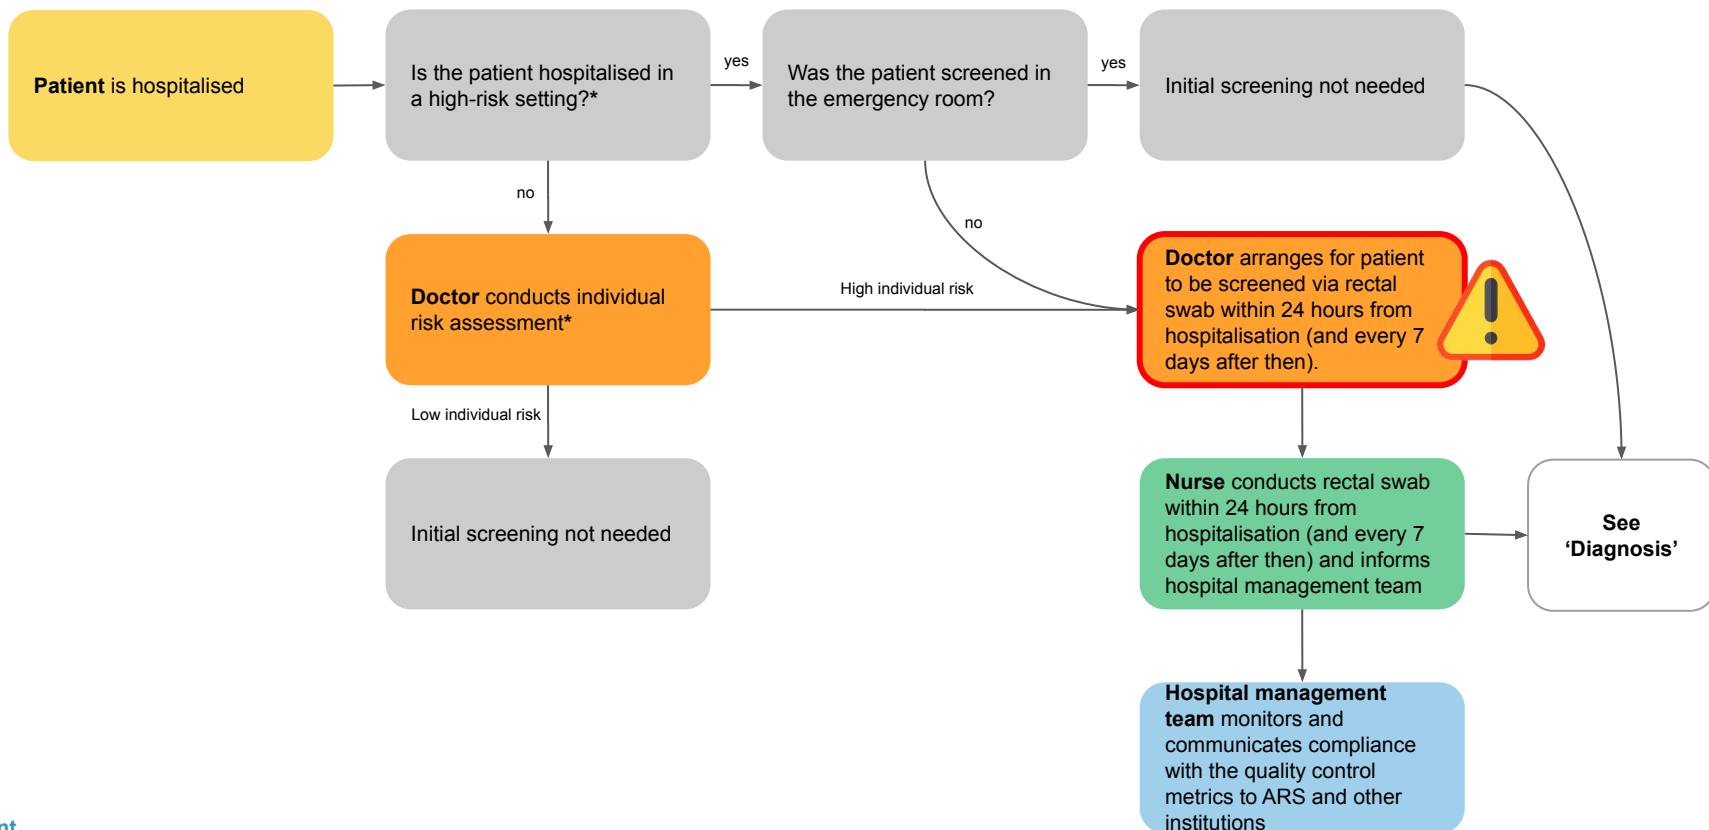 Patient is hospitalised
Is the patient hospitalised in
a high-risk setting?*
yes
Was the patient screened in
the emergency room?
yes
Initial screening not needed
no
no
Doctor conducts individual
risk assessment*
High individual risk
Doctor arranges for patient
to be screened via rectal
swab within 24 hours from
hospitalisation (and every 7
days after then).
Low individual risk
Initial screening not needed
Nurse conducts rectal swab
within 24 hours from
hospitalisation (and every 7
days after then) and informs
hospital management team
See
‘Diagnosis’
Hospital management
team monitors and
communicates compliance
with the quality control
metrics to ARS and other
institutions